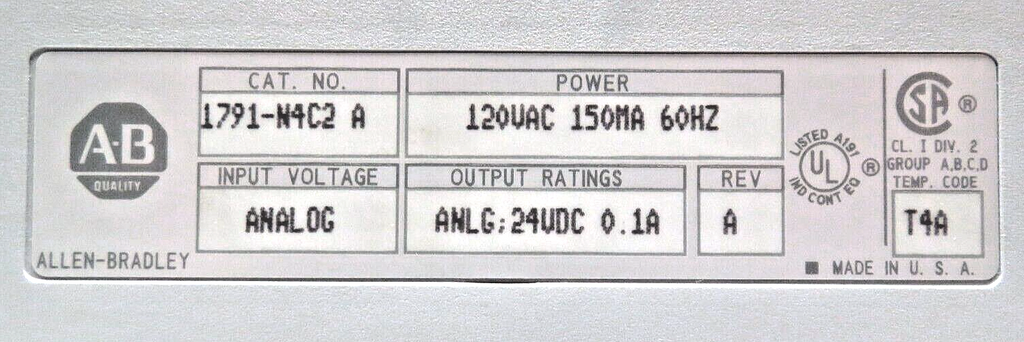 A-B
QUALITY
ALLEN-BRADLEY
CAT. NO.
1791-N4C2 A
POWER
120VAC 150MA 60HZ
INPUT VOLTAGE
ANALOG
OUTPUT RATINGS
ANLG;24VDC 0.1A
REV
A
LISTED A191
UL ®
IND CONT EQ
SA ®
CL. I DIV. 2
GROUP A,B,C,D
TEMP. CODE
T4A
MADE IN U. S. A.